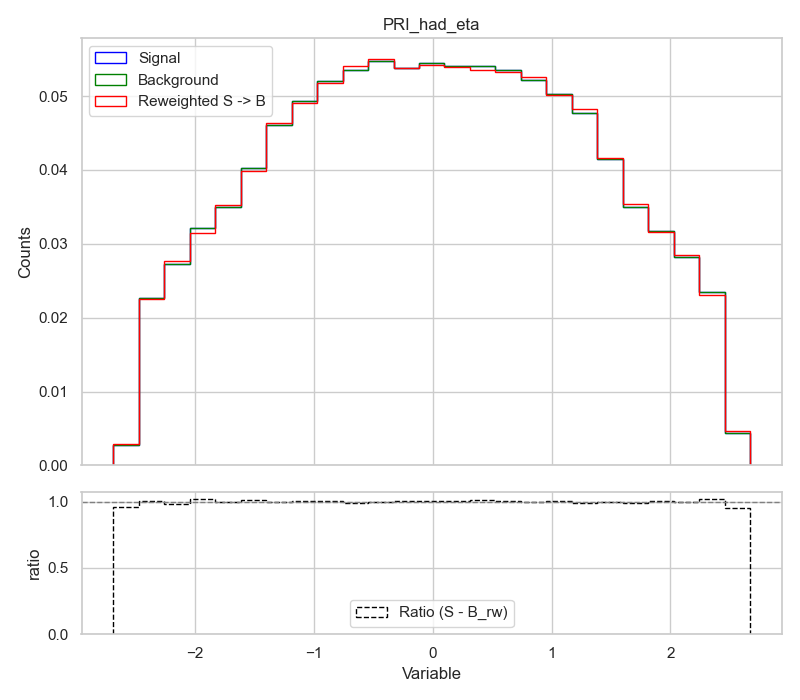 PRI_had_eta
Signal
Background
Reweighted S -> B
Counts
0.05
0.04
0.03
0.02
0.01
0.00
ratio
1.0
0.5
0.0
Ratio (S - B_rw)
−2
−1
0
1
2
Variable